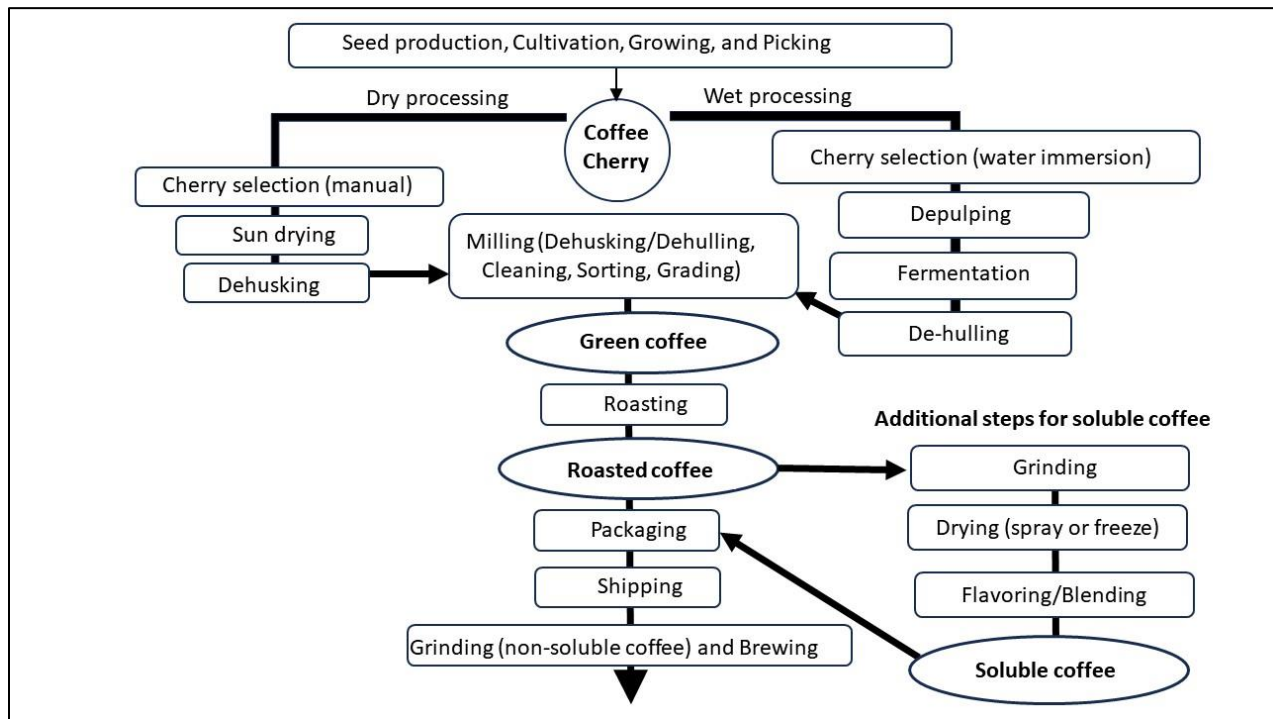 Seed production, Cultivation, Growing, and Picking
Dry processing
Wet processing
Coffee
Cherry
Cherry selection (manual)
Sun drying
Dehusking
Cherry selection (water immersion)
Depulping
Fermentation
De-hulling
Milling (Dehusking/Dehulling,
Cleaning, Sorting, Grading)
Green coffee
Roasting
Roasted coffee
Additional steps for soluble coffee
Grinding
Drying (spray or freeze)
Flavoring/Blending
Soluble coffee
Packaging
Shipping
Grinding (non-soluble coffee) and Brewing